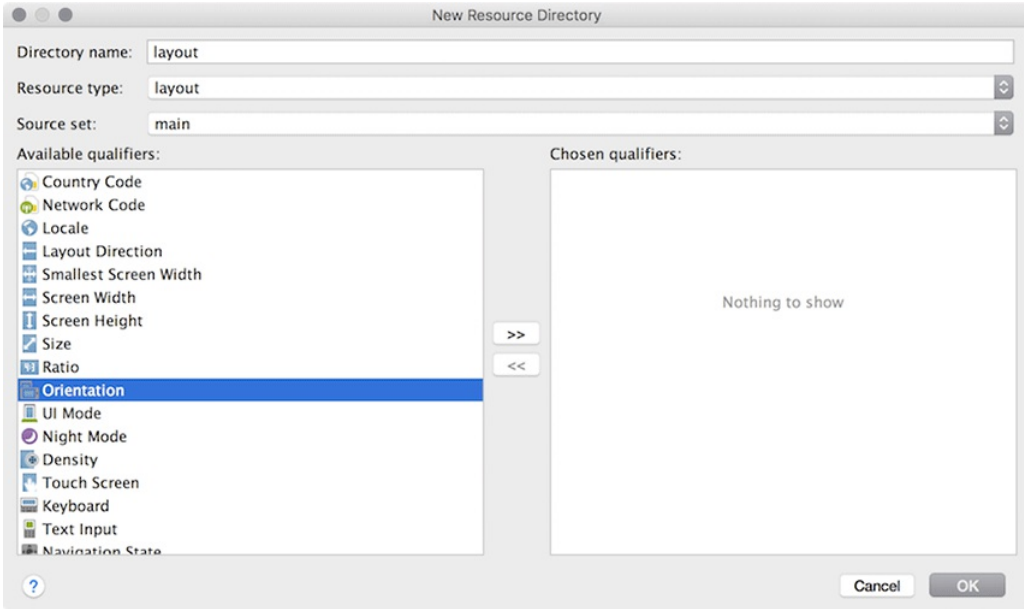 New Resource Directory
Directory name: layout
Resource type: layout
Source set: main
Available qualifiers:
Chosen qualifiers:
Country Code
Network Code
Locale
Layout Direction
Smallest Screen Width
Screen Width
Nothing to show
Screen Height
>>
Size
Ratio
<<
Orientation
UI Mode
Night Mode
Density
Touch Screen
Keyboard
Text Input
Navigation State
?
Cancel
OK